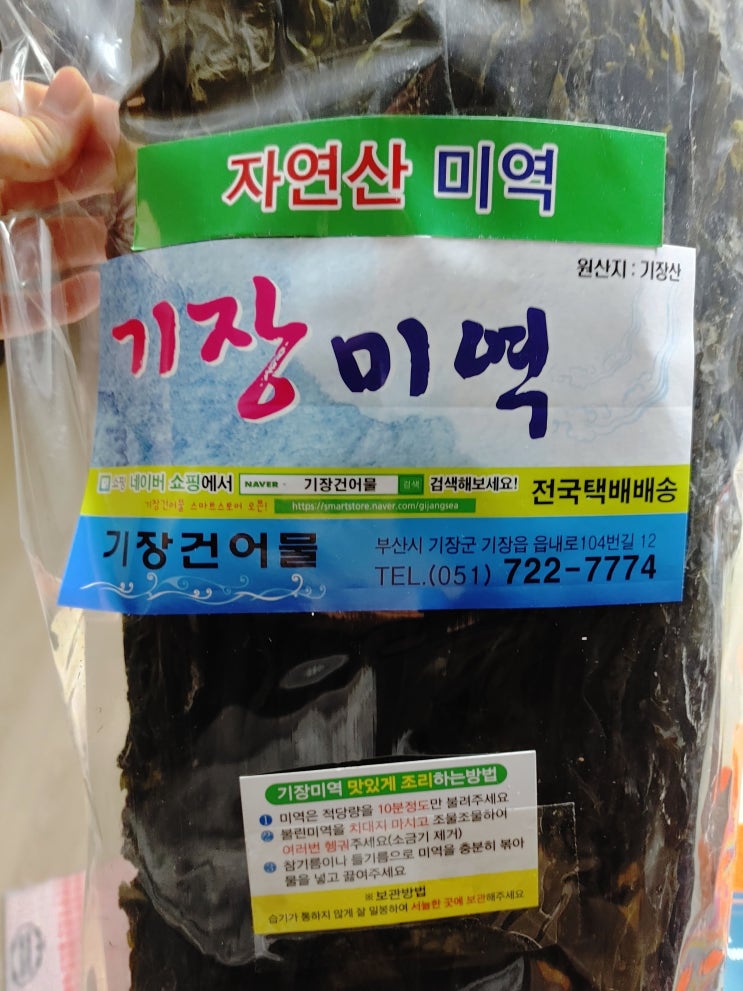 자연산 미역
원산지 : 기장산
기장 미역
쇼핑 네이버 쇼핑에서 NAVER 기장건어물 검색 검색해보세요!
기장건어물 스마트스토어 오픈!
https://smartstore.naver.com/gijangsea
전국택배배송
기장건어물
부산시 기장군 기장읍 읍내로104번길 12
TEL.(051) 722-7774
기장미역 맛있게 조리하는방법
1 미역은 적당량을 10분정도만 불려주세요
2 불린미역을 치대지 마시고 조물조물하여
여러번 헹궈주세요(소금기 제거)
3 참기름이나 들기름으로 미역을 충분히 볶아
물을 넣고 끓여주세요
※보관방법
습기가 통하지 않게 잘 밀봉하여 서늘한 곳에 보관해주세요